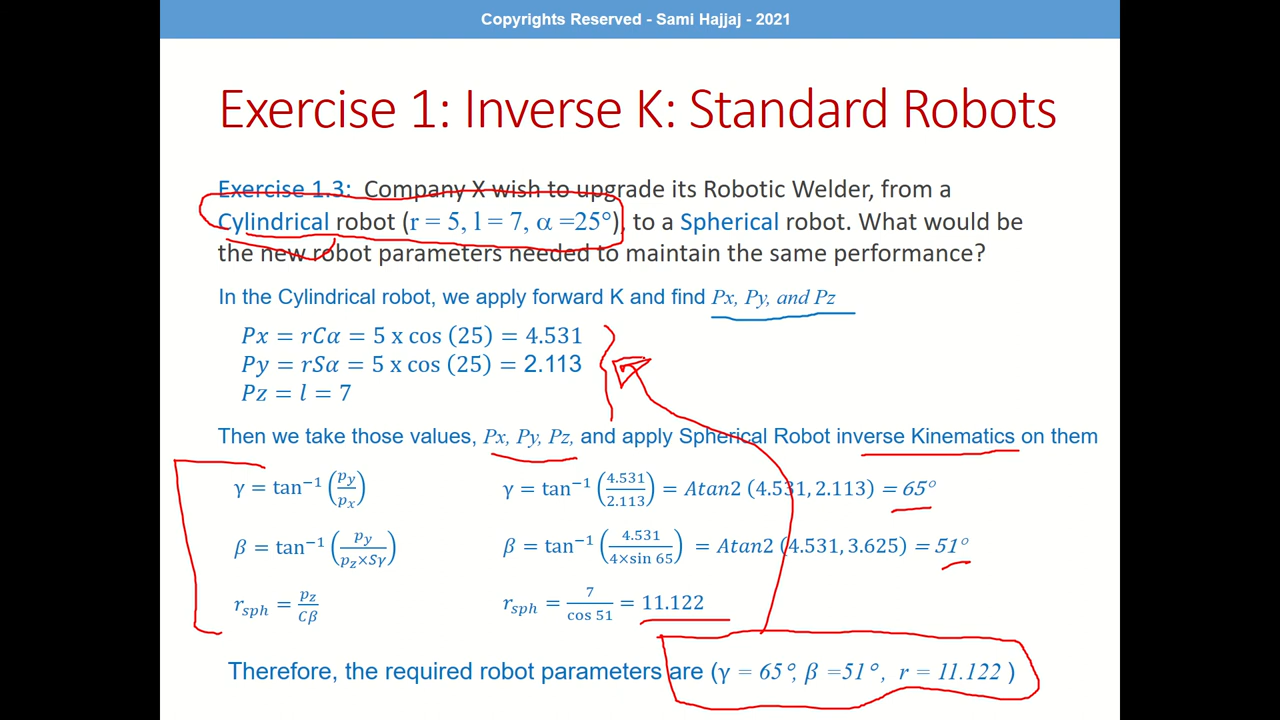 Copyrights Reserved - Sami Hajjaj - 2021
Exercise 1: Inverse K: Standard Robots
Exercise 1.3: Company X wish to upgrade its Robotic Welder, from a
Cylindrical robot (r = 5, l = 7, α =25°), to a Spherical robot. What would be
the new robot parameters needed to maintain the same performance?
In the Cylindrical robot, we apply forward K and find Px, Py, and Pz
Px = rCα = 5 x cos (25) = 4.531
Py = rSα = 5 x cos (25) = 2.113
Pz = l = 7
Then we take those values, Px, Py, Pz, and apply Spherical Robot inverse Kinematics on them
γ = tan⁻¹ (p_y/p_x) γ = tan⁻¹ (4.531/2.113) = Atan2 (4.531, 2.113) = 65°
β = tan⁻¹ (p_y/(p_z×Sγ)) β = tan⁻¹ (4.531/(4×sin 65)) = Atan2 (4.531, 3.625) = 51°
r_sph = p_z/Cβ r_sph = 7/cos 51 = 11.122
Therefore, the required robot parameters are (γ = 65°, β =51°, r = 11.122 )